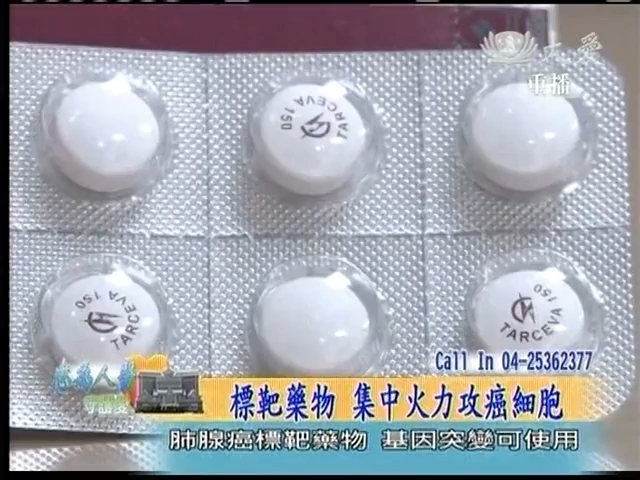 大愛
重播
TARCEVA 150
TARCEVA 150
TARCEVA 150
Call In 04-25362377
標靶藥物 集中火力攻癌細胞
肺腺癌標靶藥物 基因突變可使用